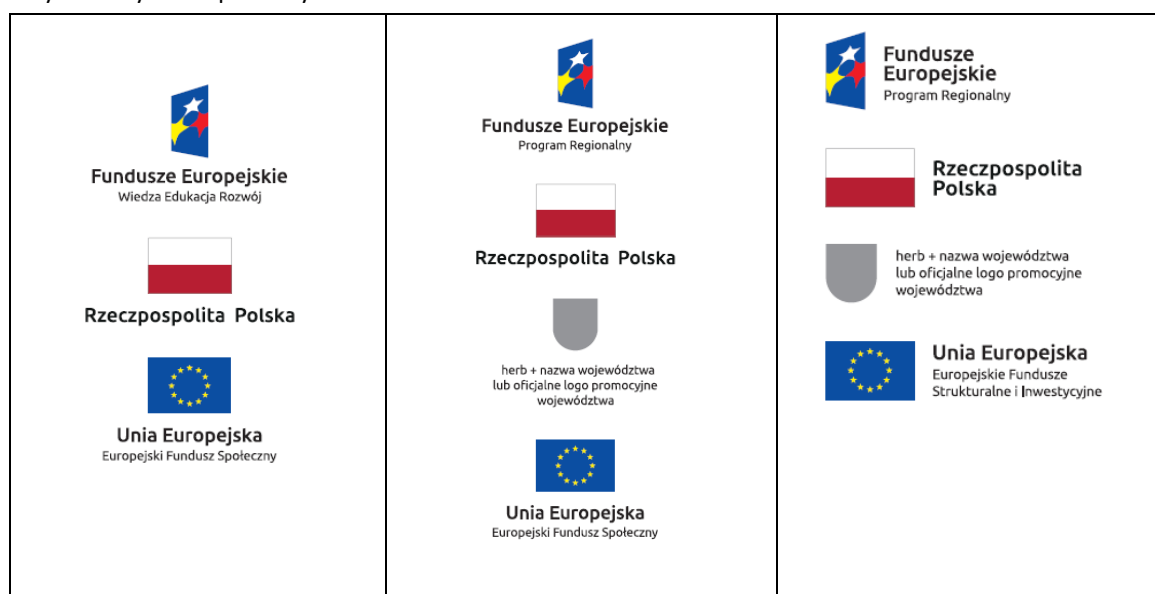 Fundusze Europejskie
Wiedza Edukacja Rozwój
Rzeczpospolita Polska
Unia Europejska
Europejski Fundusz Społeczny
Fundusze Europejskie
Program Regionalny
Rzeczpospolita Polska
herb + nazwa województwa
lub oficjalne logo promocyjne
województwa
Unia Europejska
Europejski Fundusz Społeczny
Fundusze
Europejskie
Program Regionalny
Rzeczpospolita
Polska
herb + nazwa województwa
lub oficjalne logo promocyjne
województwa
Unia Europejska
Europejskie Fundusze
Strukturalne i Inwestycyjne